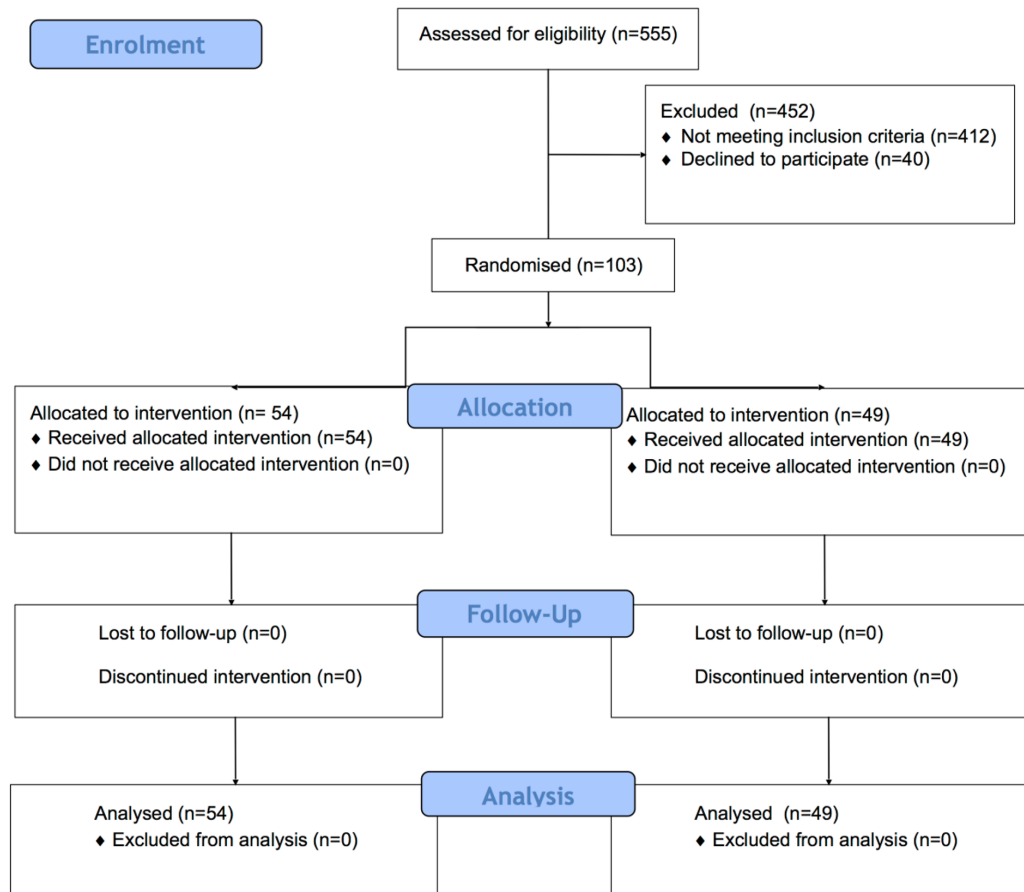 Enrolment
Assessed for eligibility (n=555)
Excluded (n=452)
♦ Not meeting inclusion criteria (n=412)
♦ Declined to participate (n=40)
Randomised (n=103)
Allocation
Allocated to intervention (n= 54)
♦ Received allocated intervention (n=54)
♦ Did not receive allocated intervention (n=0)
Allocated to intervention (n=49)
♦ Received allocated intervention (n=49)
♦ Did not receive allocated intervention (n=0)
Follow-Up
Lost to follow-up (n=0)
Discontinued intervention (n=0)
Lost to follow-up (n=0)
Discontinued intervention (n=0)
Analysis
Analysed (n=54)
♦ Excluded from analysis (n=0)
Analysed (n=49)
♦ Excluded from analysis (n=0)